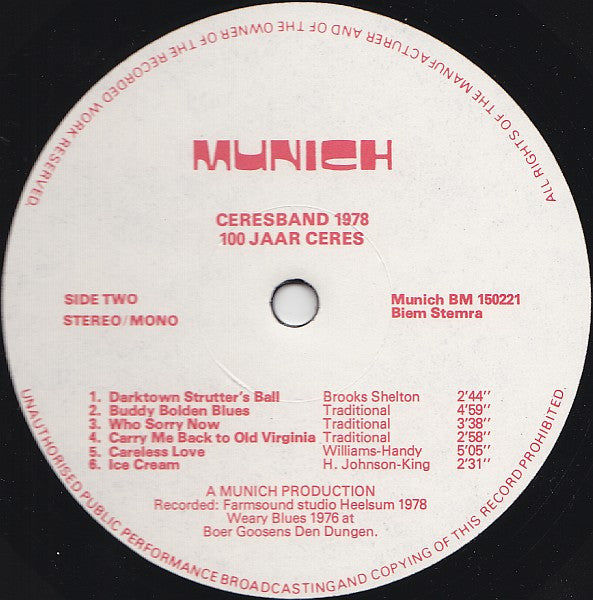 ALL RIGHTS OF THE MANUFACTURER AND OF THE OWNER OF THE RECORDED WORK RESERVED.
MUNICH
CERESBAND 1978
100 JAAR CERES
SIDE TWO
STEREO/MONO
Munich BM 150221
Biem Stemra
1. Darktown Strutter's Ball Brooks Shelton 2'44''
2. Buddy Bolden Blues Traditional 4'59''
3. Who Sorry Now Traditional 3'38''
4. Carry Me Back to Old Virginia Traditional 2'58''
5. Careless Love Williams-Handy 5'05''
6. Ice Cream H. Johnson-King 2'31''
A MUNICH PRODUCTION
Recorded: Farmsound studio Heelsum 1978
Weary Blues 1976 at
Boer Goosens Den Dungen.
UNAUTHORISED PUBLIC PERFORMANCE BROADCASTING AND COPYING OF THIS RECORD PROHIBITED.